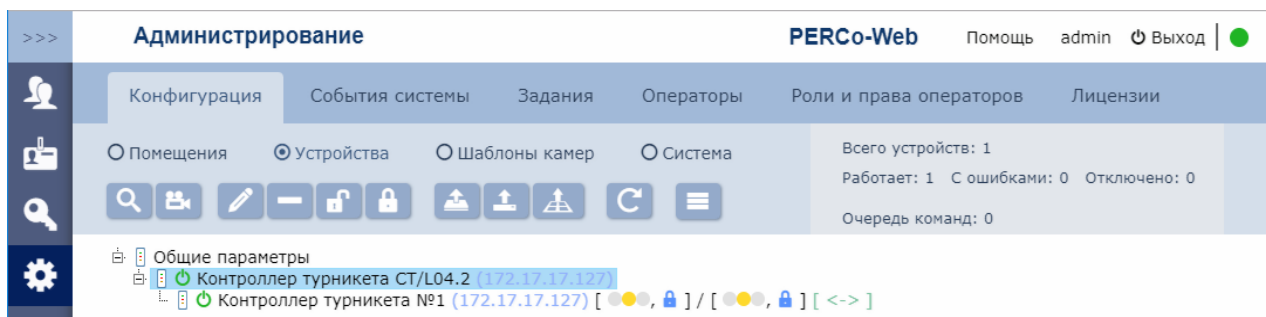 >>> Администрирование PERCo-Web Помощь admin Выход
Конфигурация События системы Задания Операторы Роли и права операторов Лицензии
Помещения Устройства Шаблоны камер Система
Всего устройств: 1
Работает: 1 С ошибками: 0 Отключено: 0
Очередь команд: 0
Общие параметры
Контроллер турникета CT/L04.2 (172.17.17.127)
Контроллер турникета №1 (172.17.17.127) [ , ] / [ , ] [ <-> ]